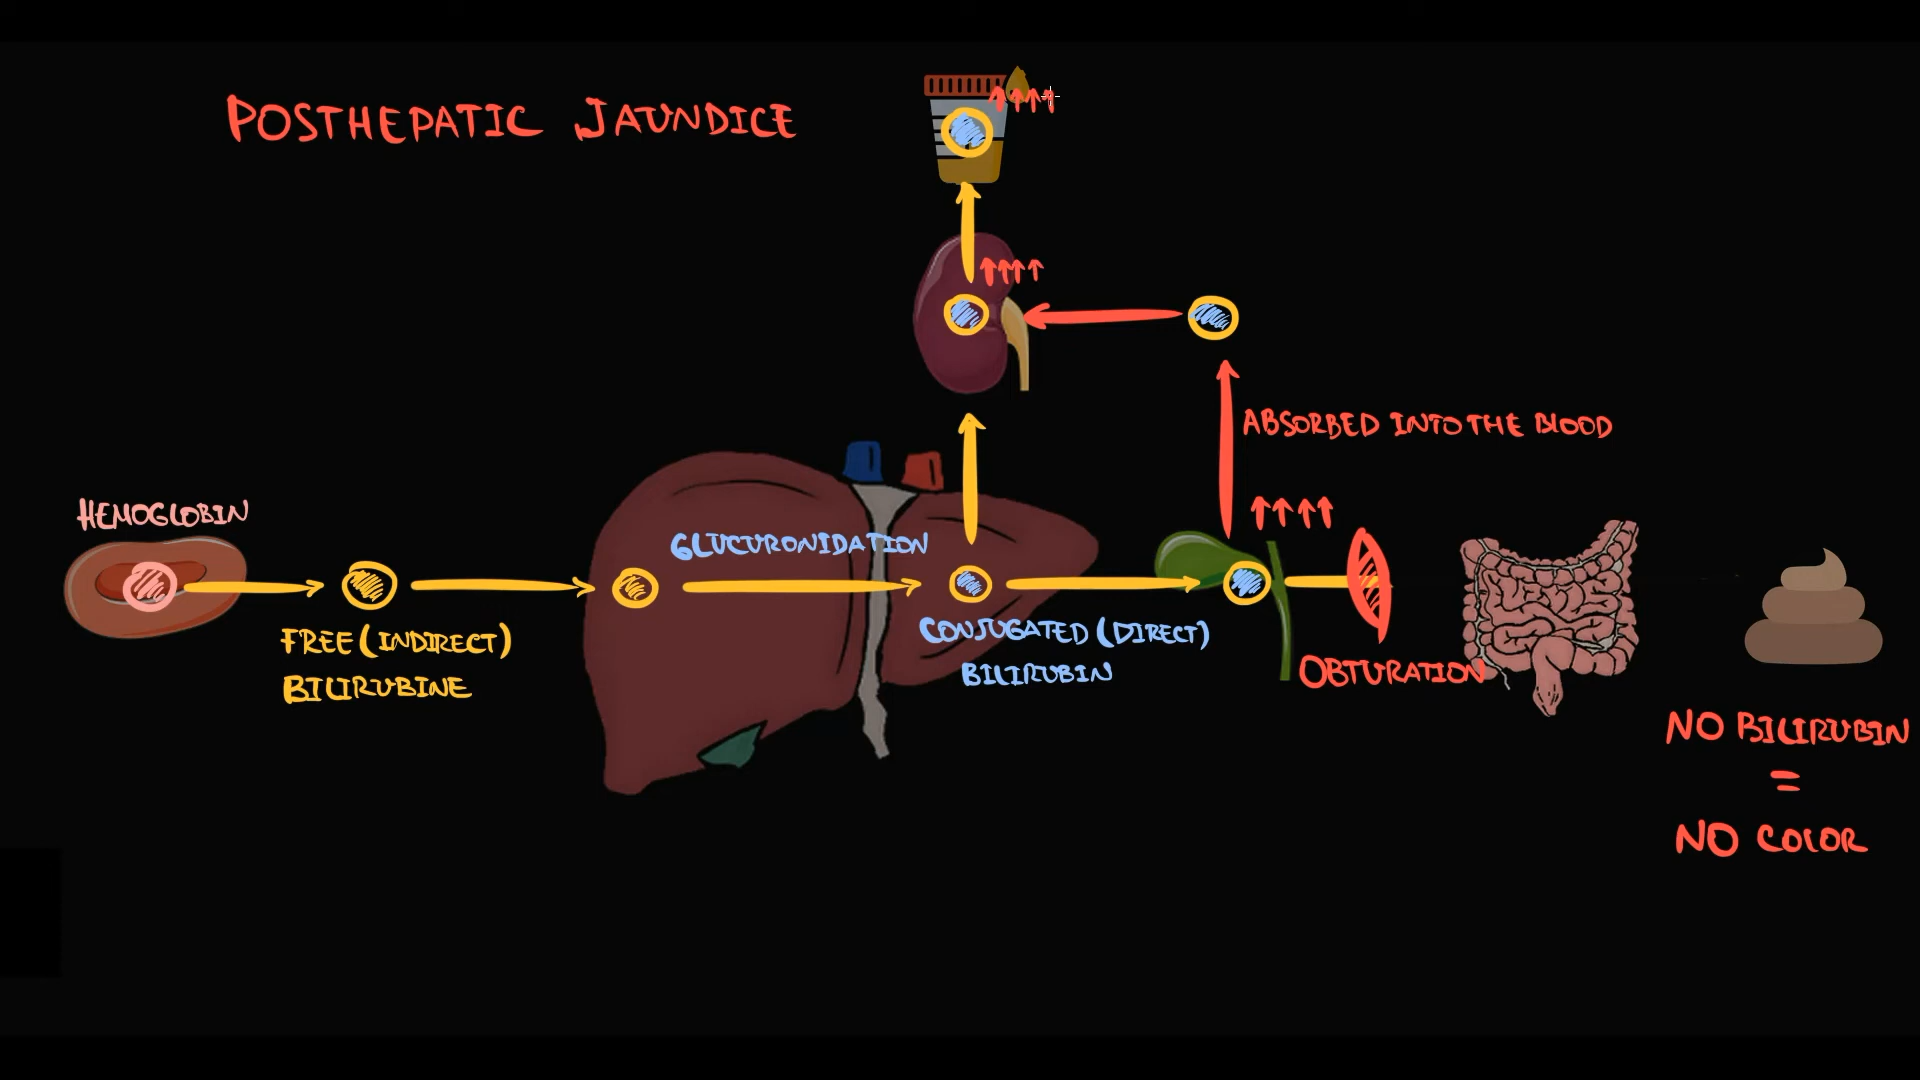 POSTHEPATIC JAUNDICE
HEMOGLOBIN
FREE (INDIRECT)
BILIRUBINE
GLUCURONIDATION
CONJUGATED (DIRECT)
BILIRUBIN
ABSORBED INTO THE BLOOD
OBTURATION
NO BILIRUBIN
=
NO COLOR